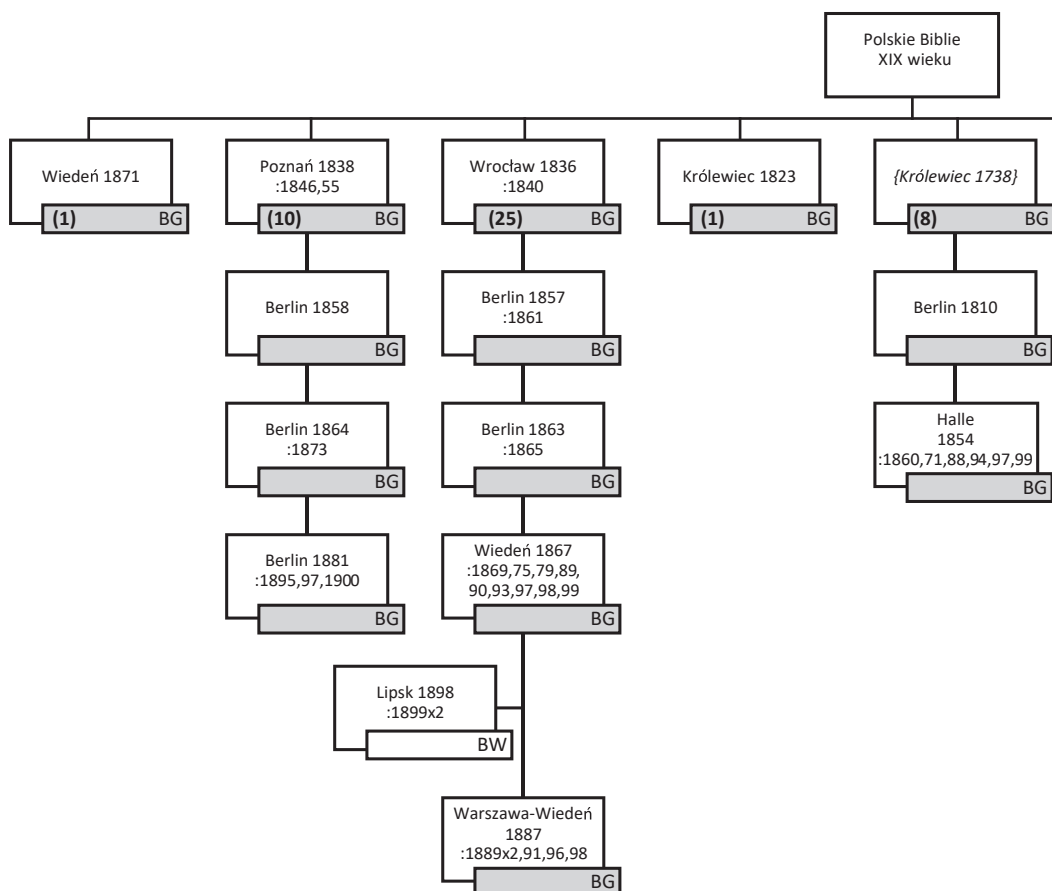 Polskie Biblie
XIX wieku
Wiedeń 1871
(1) BG
Poznań 1838
:1846,55
(10) BG
Wrocław 1836
:1840
(25) BG
Królewiec 1823
(1) BG
{Królewiec 1738}
(8) BG
Berlin 1858
BG
Berlin 1857
:1861
BG
Berlin 1810
BG
Berlin 1864
:1873
BG
Berlin 1863
:1865
BG
Halle
1854
:1860,71,88,94,97,99
BG
Berlin 1881
:1895,97,1900
BG
Wiedeń 1867
:1869,75,79,89,
90,93,97,98,99
BG
Lipsk 1898
:1899x2
BW
Warszawa-Wiedeń
1887
:1889x2,91,96,98
BG